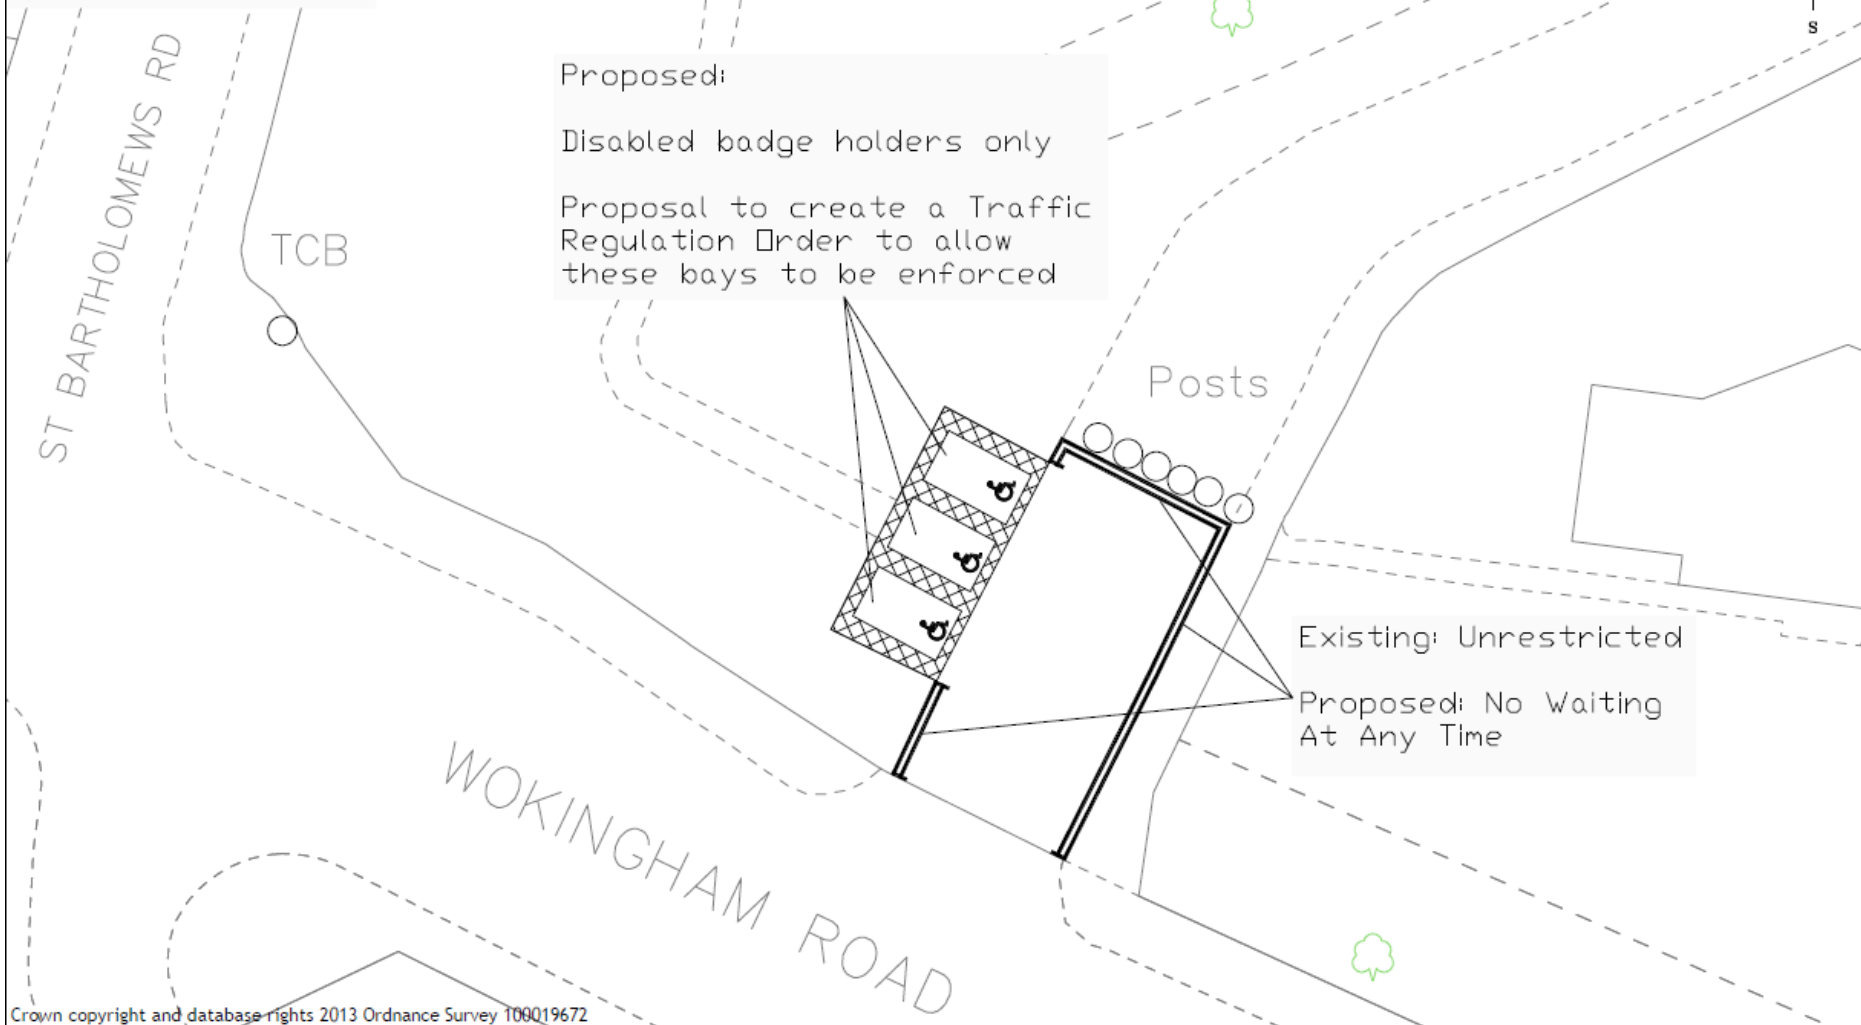 S
ST BARTHOLOMEWS RD
TCB
Proposed:
Disabled badge holders only
Proposal to create a Traffic
Regulation Order to allow
these bays to be enforced
Posts
Existing: Unrestricted
Proposed: No Waiting
At Any Time
WOKINGHAM ROAD
Crown copyright and database rights 2013 Ordnance Survey 100019672